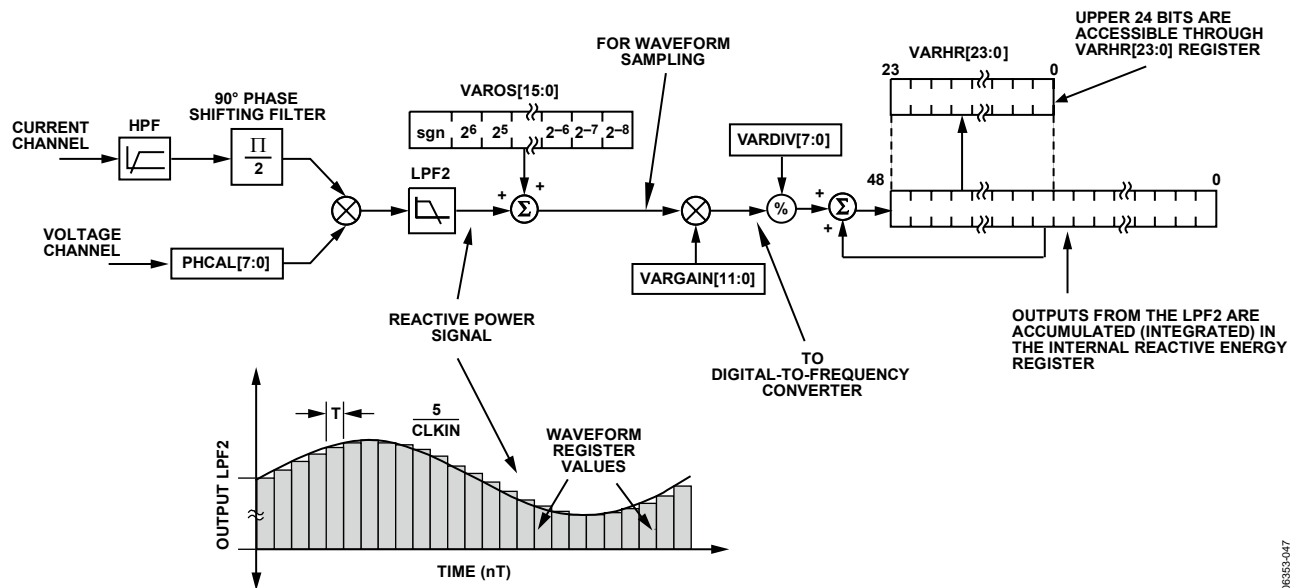 UPPER 24 BITS ARE
ACCESSIBLE THROUGH
VARHR[23:0] REGISTER
FOR WAVEFORM
SAMPLING
VARHR[23:0]
23
0
90° PHASE
SHIFTING FILTER
VAROS[15:0]
CURRENT
CHANNEL
HPF
Π
2
sgn 2⁶ 2⁵ 2⁻⁶ 2⁻⁷ 2⁻⁸
VARDIV[7:0]
LPF2
48
0
+
+
Σ
%
+
+
Σ
VOLTAGE
CHANNEL
PHCAL[7:0]
VARGAIN[11:0]
REACTIVE POWER
SIGNAL
TO
DIGITAL-TO-FREQUENCY
CONVERTER
OUTPUTS FROM THE LPF2 ARE
ACCUMULATED (INTEGRATED) IN
THE INTERNAL REACTIVE ENERGY
REGISTER
T
5
CLKIN
WAVEFORM
REGISTER
VALUES
OUTPUT LPF2
TIME (nT)
06353-047